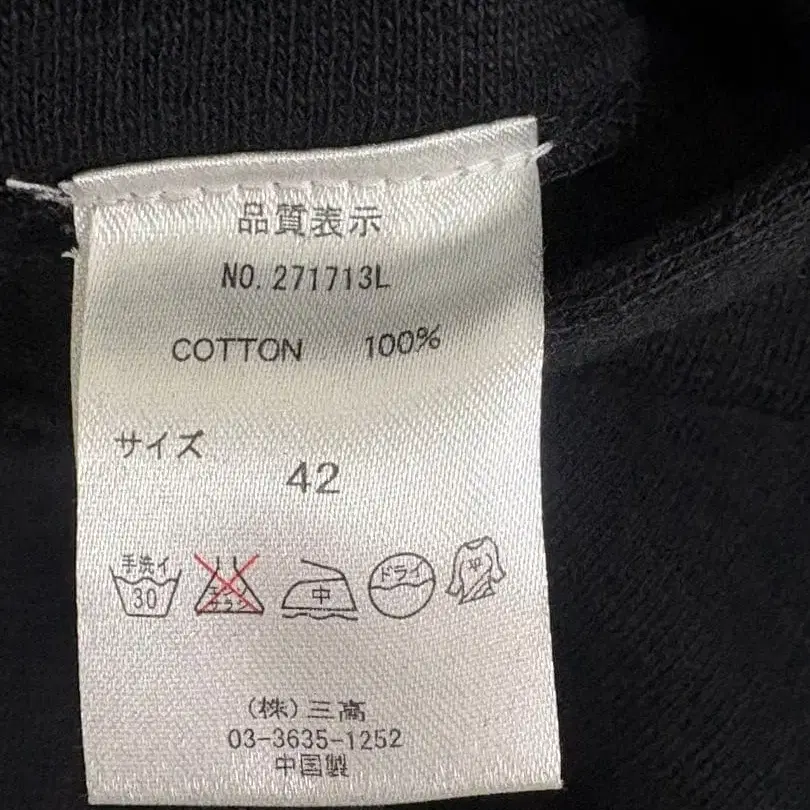 品質表示
NO. 271713L
COTTON 100%
サイズ
42
手洗イ 中 ドライ
30
(株)三高
03-3635-1252
中国製